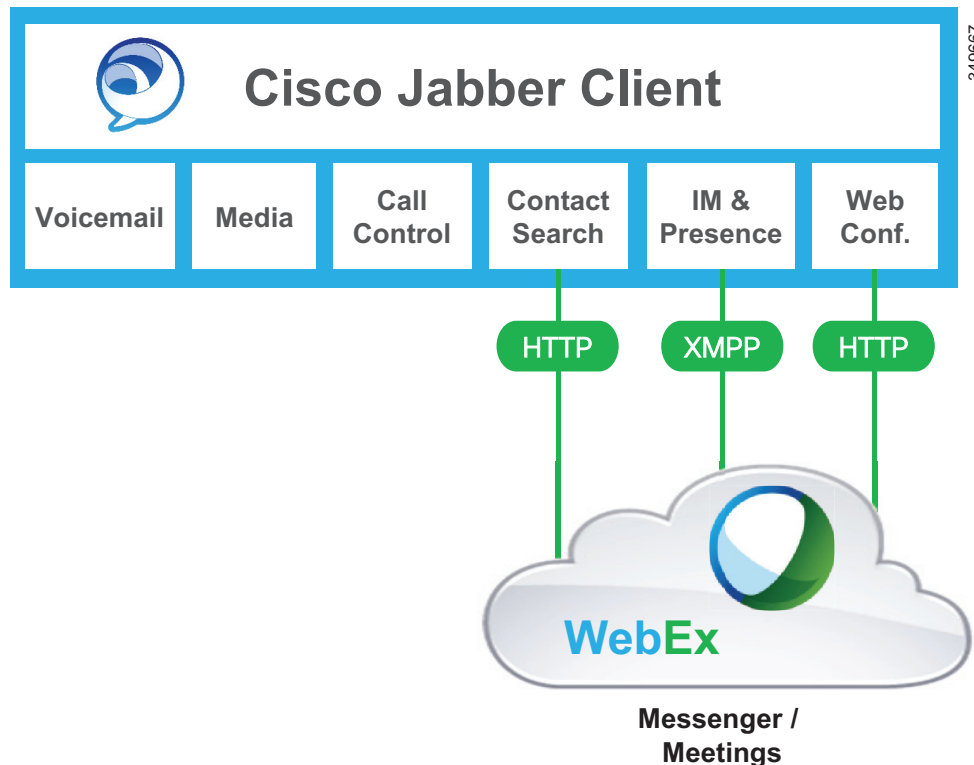 Cisco Jabber Client
Voicemail
Media
Call
Control
Contact
Search
IM &
Presence
Web
Conf.
HTTP
XMPP
HTTP
WebEx
Messenger /
Meetings